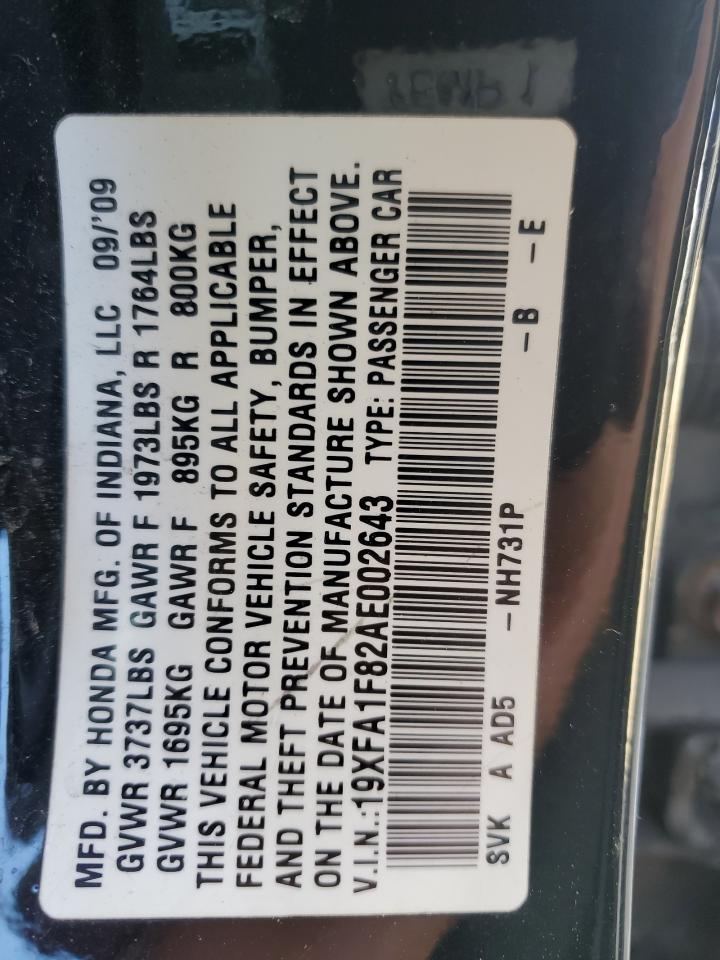 MFD. BY HONDA MFG. OF INDIANA, LLC 09/'09
GVWR 3737LBS GAWR F 1973LBS R 1764LBS
GVWR 1695KG GAWR F 895KG R 800KG
THIS VEHICLE CONFORMS TO ALL APPLICABLE
FEDERAL MOTOR VEHICLE SAFETY, BUMPER,
AND THEFT PREVENTION STANDARDS IN EFFECT
ON THE DATE OF MANUFACTURE SHOWN ABOVE.
V.I.N.:19XFA1F82AE002643 TYPE: PASSENGER CAR
SVK A AD5 -NH731P -B -E